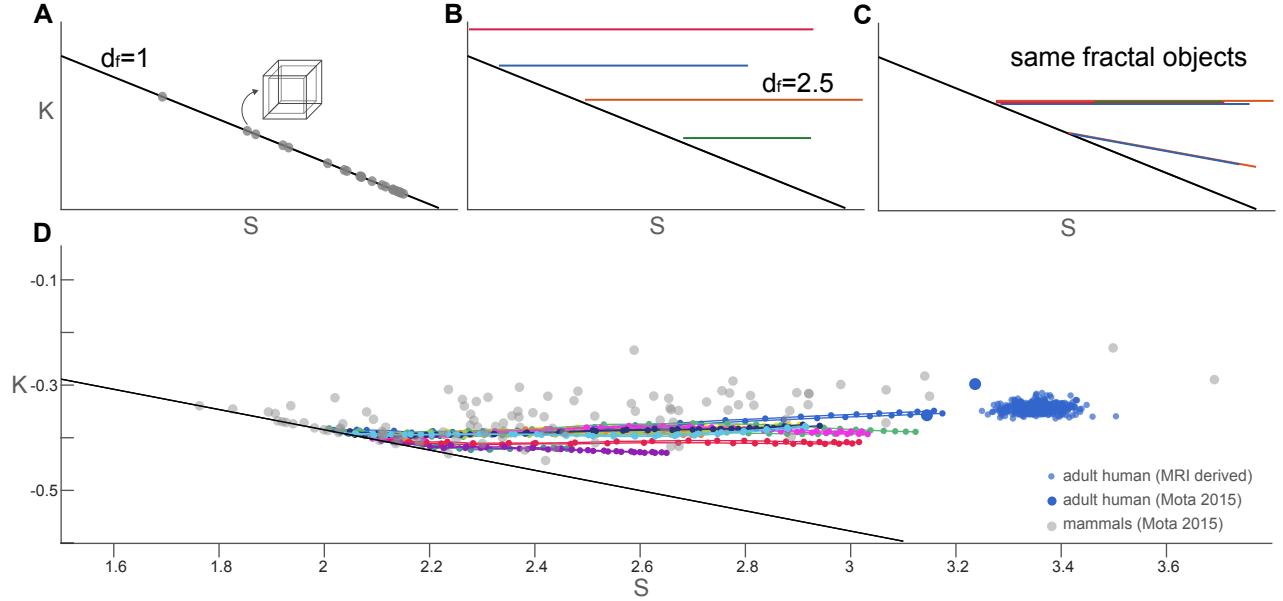 A
B
C
df=1
df=2.5
same fractal objects
K
S
S
S
D
-0.1
-0.3
-0.5
K
adult human (MRI derived)
adult human (Mota 2015)
mammals (Mota 2015)
1.6
1.8
2
2.2
2.4
2.6
2.8
3
3.2
3.4
3.6
S